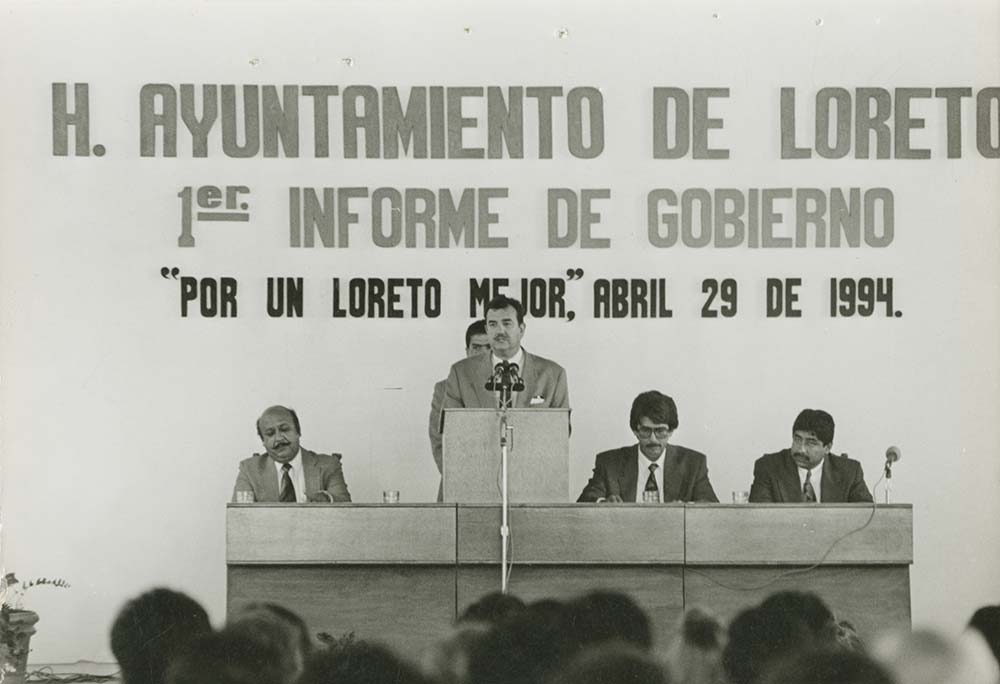 H. AYUNTAMIENTO DE LORETO
1er. INFORME DE GOBIERNO
“POR UN LORETO MEJOR,” ABRIL 29 DE 1994.